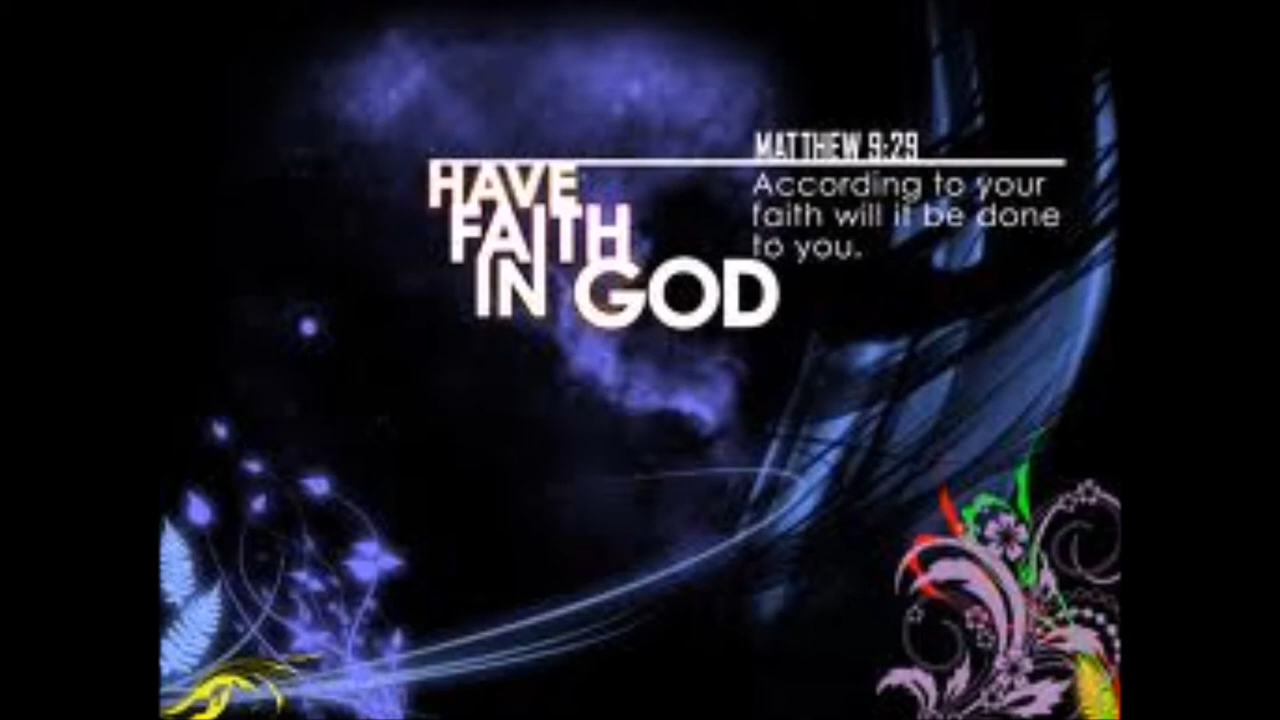 HAVE
FAITH
IN GOD
MATTHEW 9:29
According to your
faith will it be done
to you.